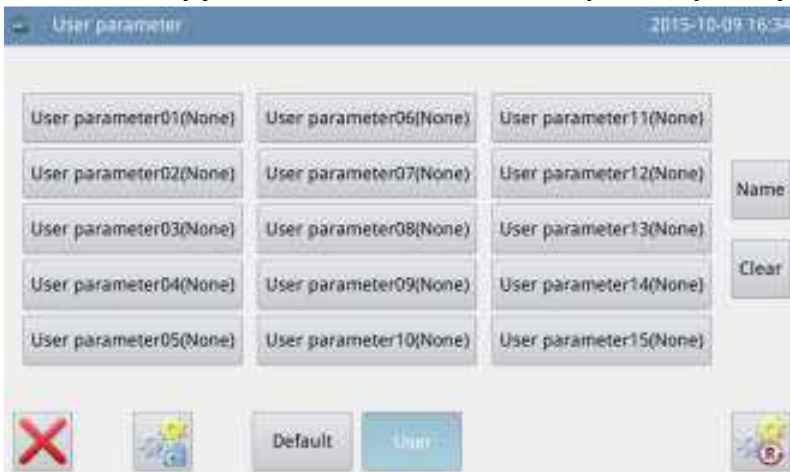 User parameter
2015-10-09 16:34
User parameter01(None) User parameter06(None) User parameter11(None)
User parameter02(None) User parameter07(None) User parameter12(None)
Name
User parameter03(None) User parameter08(None) User parameter13(None)
Clear
User parameter04(None) User parameter09(None) User parameter14(None)
User parameter05(None) User parameter10(None) User parameter15(None)
Default User
R